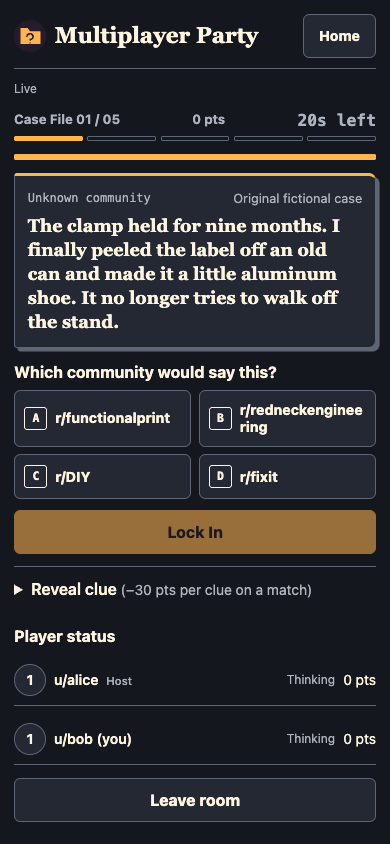 Multiplayer Party
Home
Live
Case File 01 / 05
0 pts
20s left
Unknown community
Original fictional case
The clamp held for nine months. I
finally peeled the label off an old
can and made it a little aluminum
shoe. It no longer tries to walk off
the stand.
Which community would say this?
A r/functionalprint
B r/redneckenginee
ring
C r/DIY
D r/fixit
Lock In
Reveal clue (−30 pts per clue on a match)
Player status
1 u/alice Host Thinking 0 pts
1 u/bob (you) Thinking 0 pts
Leave room